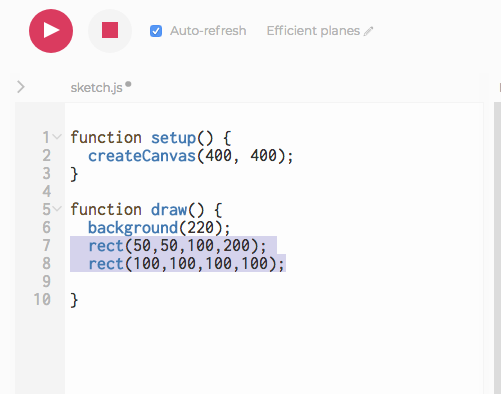 Auto-refresh Efficient planes
sketch.js
1 function setup() {
2 createCanvas(400, 400);
3 }
4
5 function draw() {
6 background(220);
7 rect(50,50,100,200);
8 rect(100,100,100,100);
9
10 }